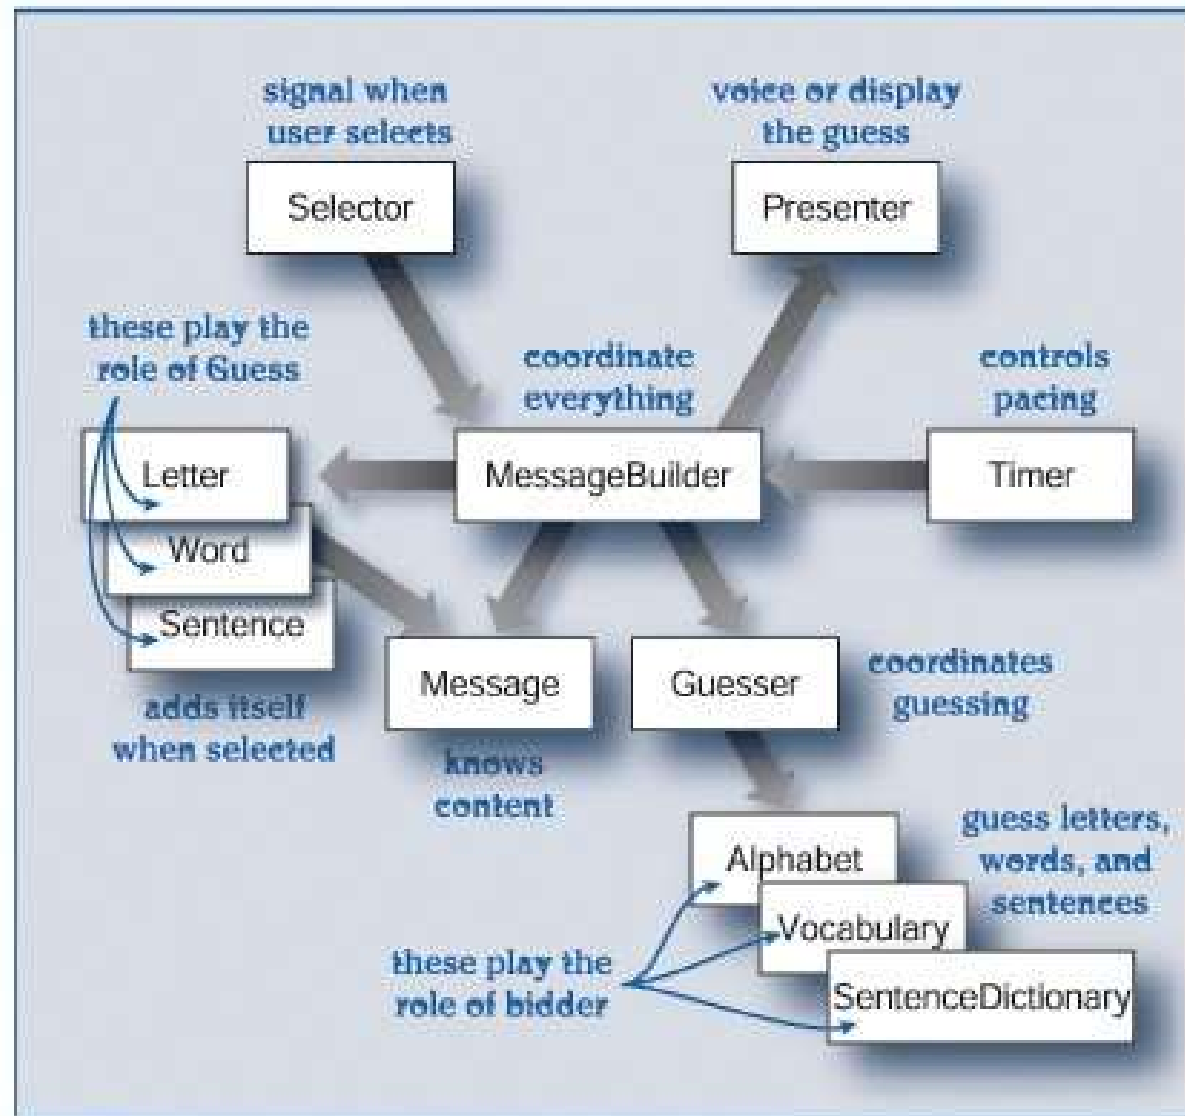 signal when
user selects
Selector
voice or display
the guess
Presenter
these play the
role of Guess
coordinate
everything
controls
pacing
Letter
MessageBuilder
Timer
Word
Sentence
adds itself
when selected
Message
knows
content
Guesser
coordinates
guessing
Alphabet
guess letters,
words, and
sentences
Vocabulary
these play the
role of bidder
SentenceDictionary